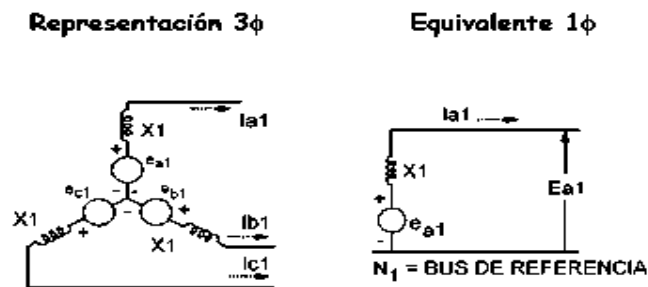 Representación 3ϕ
Equivalente 1ϕ
Ia1
X1
+
ea1
-
ec1
-
-
eb1
X1
+
+
X1
Ib1
Ic1
Ia1
X1
Ea1
+
ea1
-
N1 = BUS DE REFERENCIA